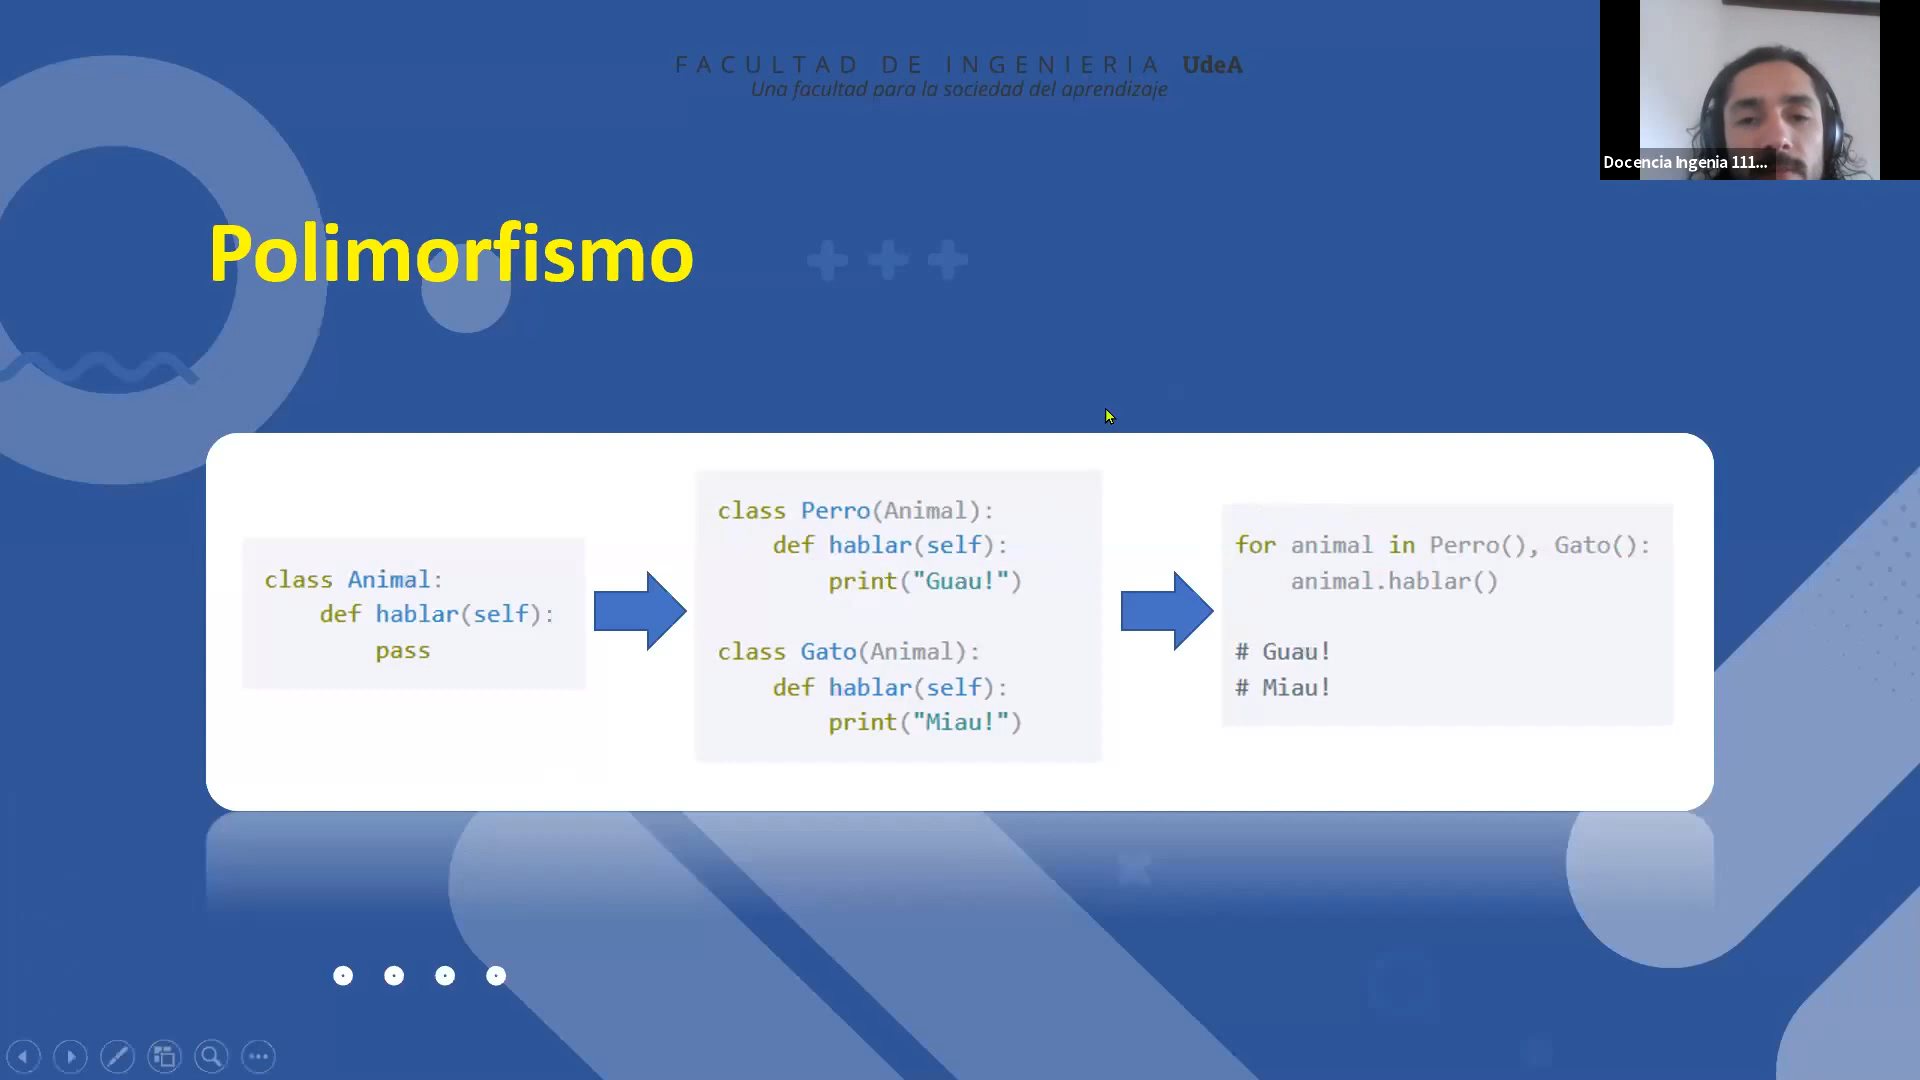 FACULTAD DE INGENIERIA UdeA
Una facultad para la sociedad del aprendizaje
Docencia Ingenia 111...
Polimorfismo
class Animal:
    def hablar(self):
        pass
class Perro(Animal):
    def hablar(self):
        print("Guau!")
class Gato(Animal):
    def hablar(self):
        print("Miau!")
for animal in Perro(), Gato():
    animal.hablar()
# Guau!
# Miau!